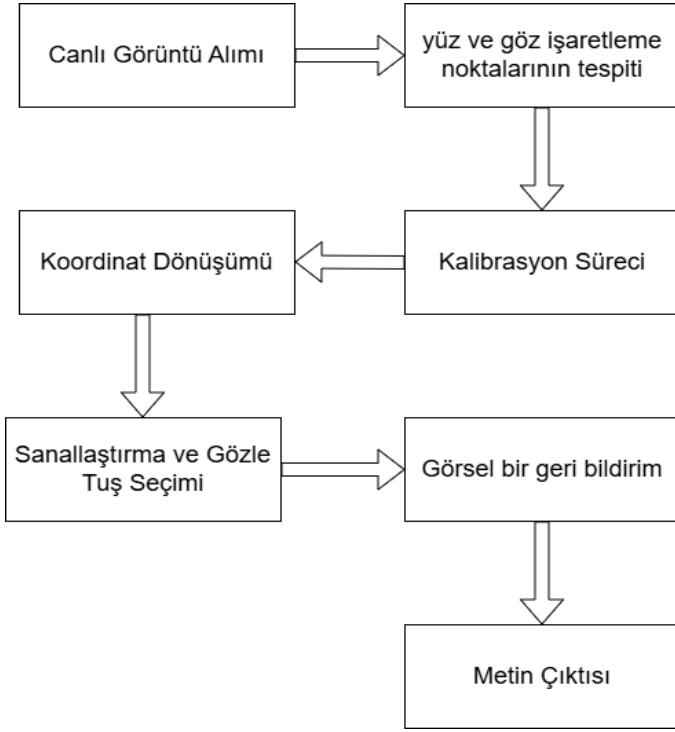 Canlı Görüntü Alımı
yüz ve göz işaretleme
noktalarının tespiti
Koordinat Dönüşümü
Kalibrasyon Süreci
Sanallaştırma ve Gözle
Tuş Seçimi
Görsel bir geri bildirim
Metin Çıktısı